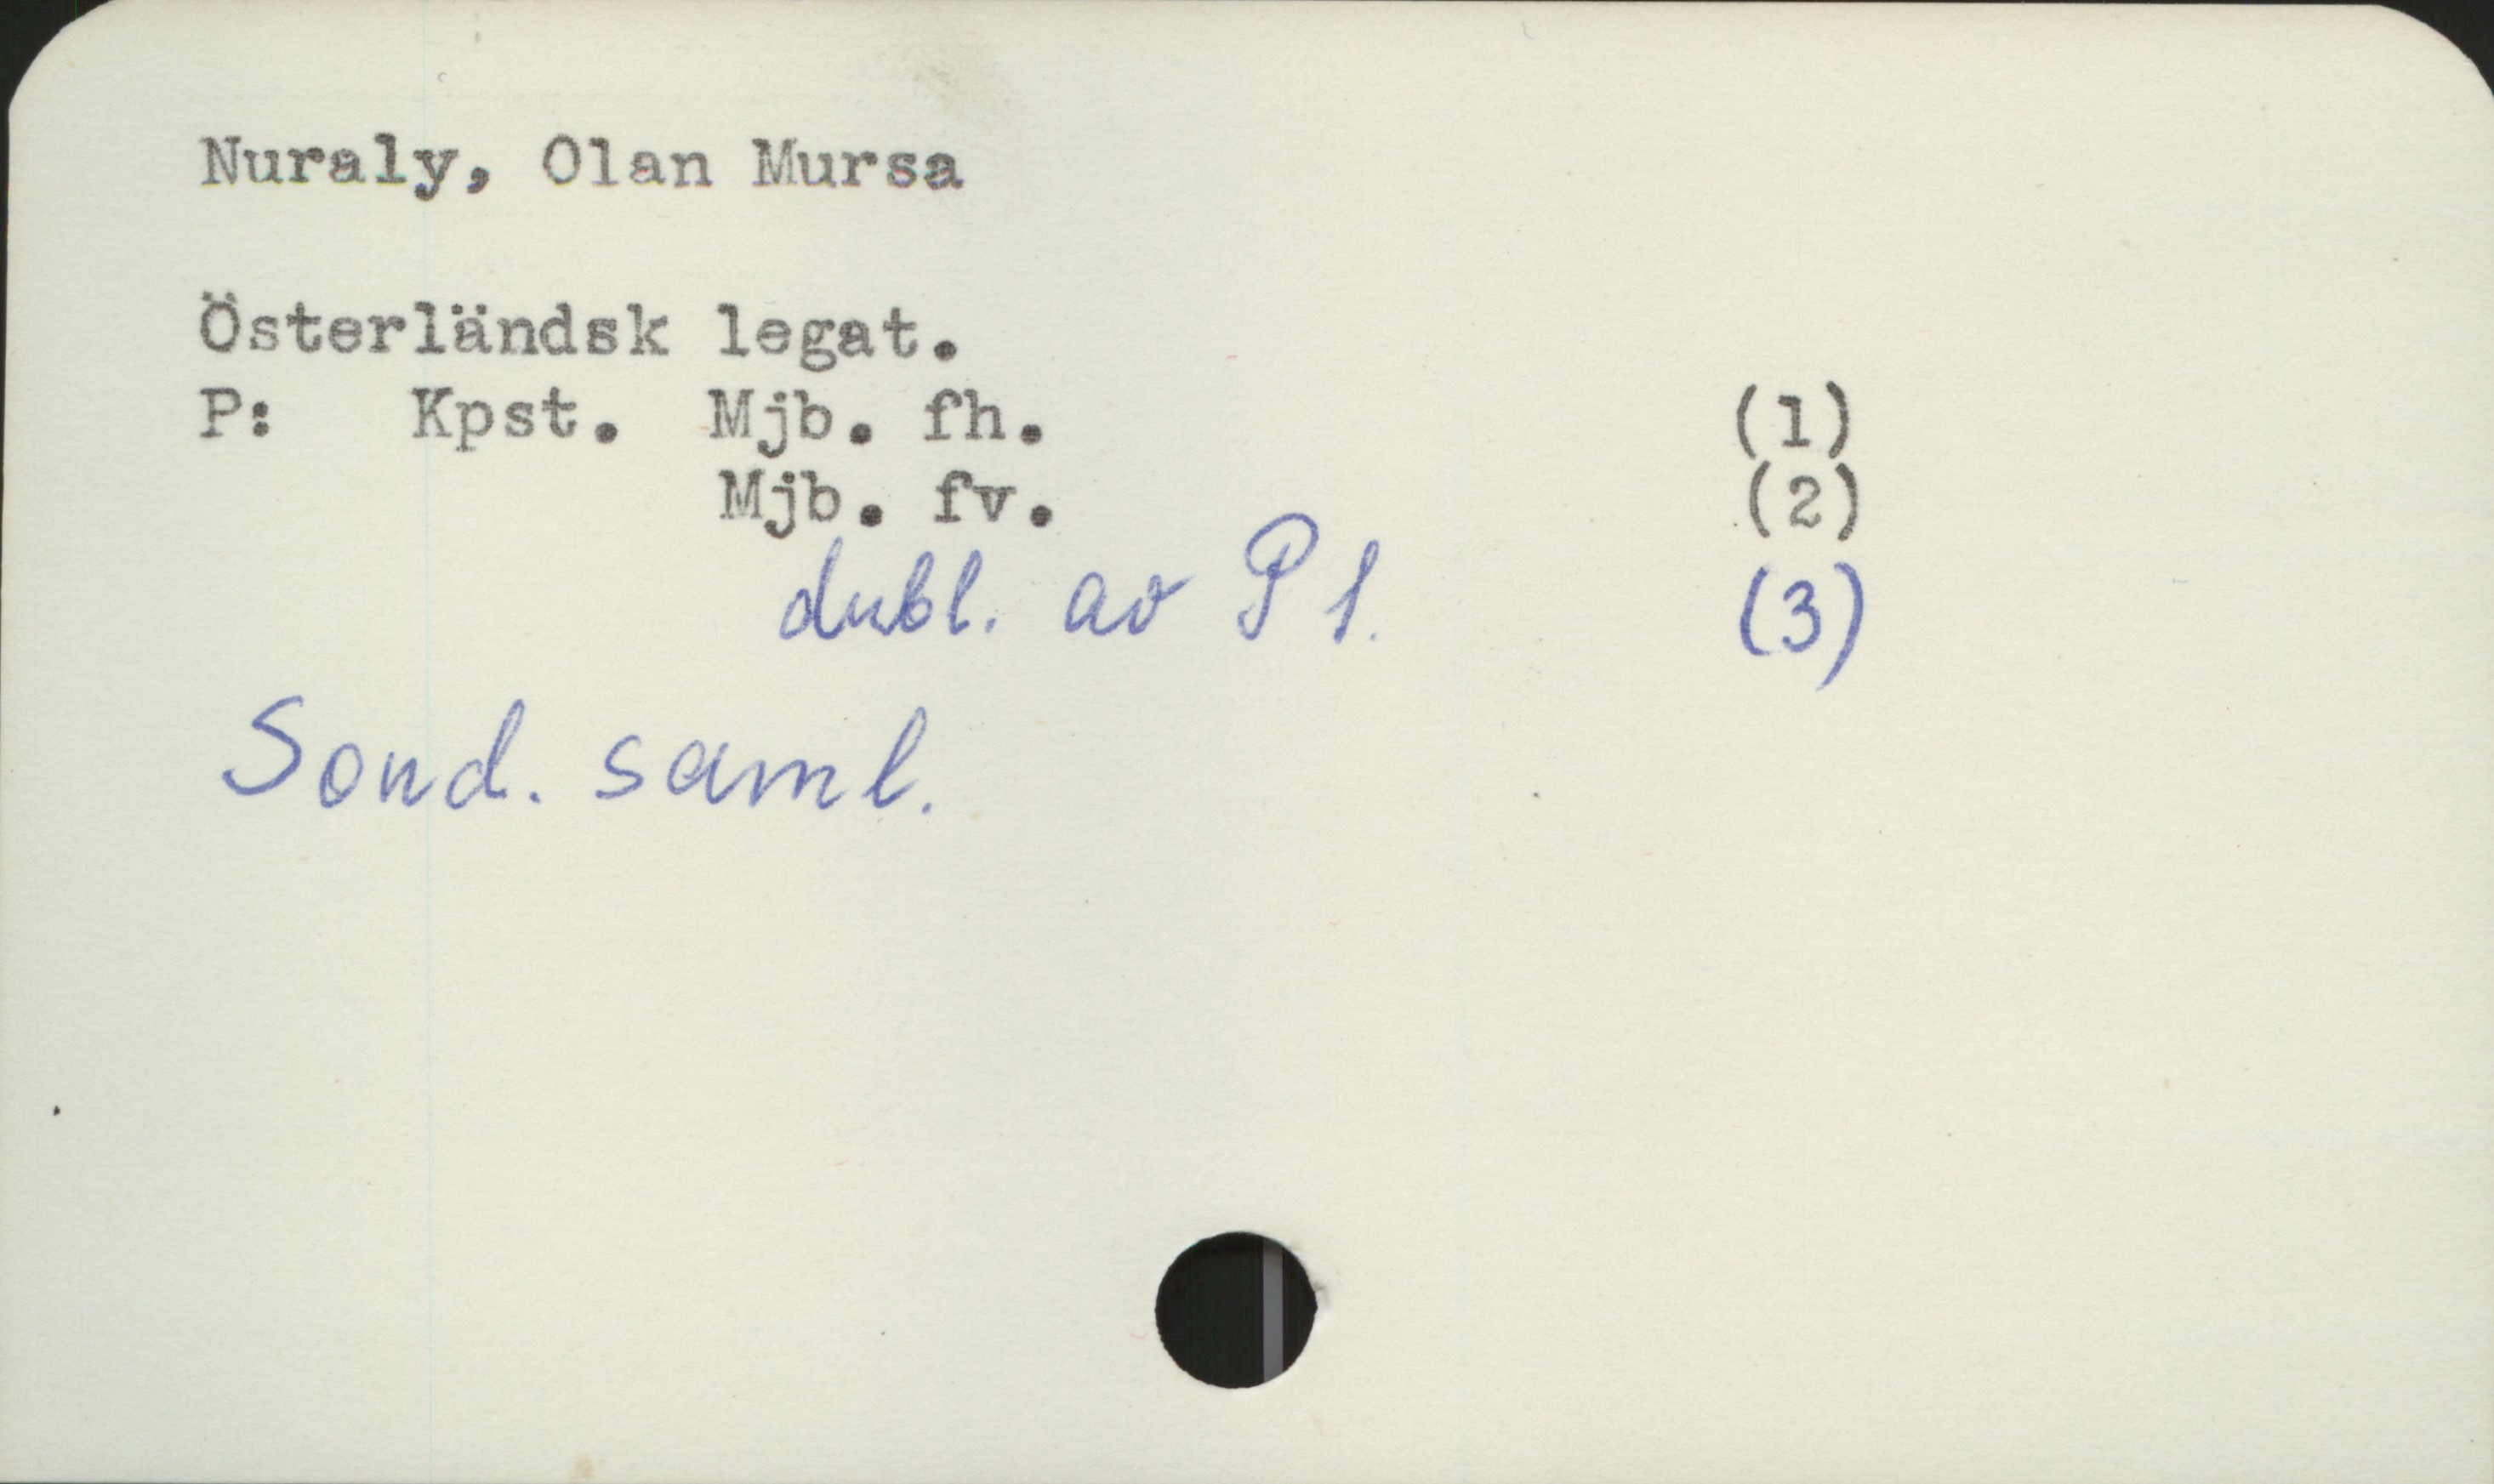 Nuraly, Olan Mursa
Österländsk legat.
P: Kpst. Mjb. fh. (1)
Mjb. fv. (2)
dubl. av P 1. (3)
Sond. saml.